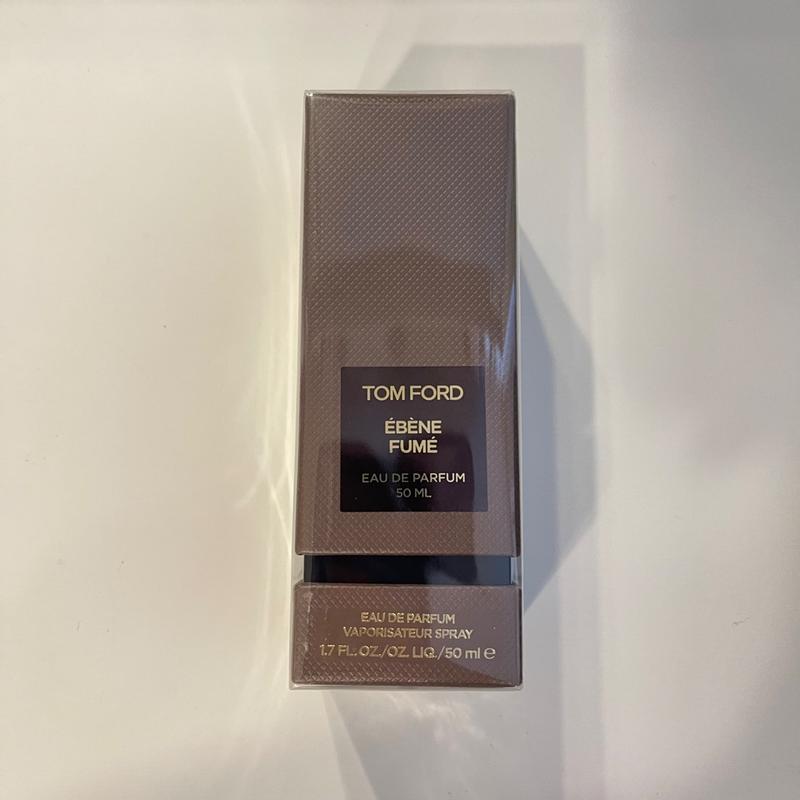 TOM FORD
ÉBÈNE
FUMÉ
EAU DE PARFUM
50 ML
EAU DE PARFUM
VAPORISATEUR SPRAY
1.7 FL. OZ./OZ. LIQ./50 ml ℮